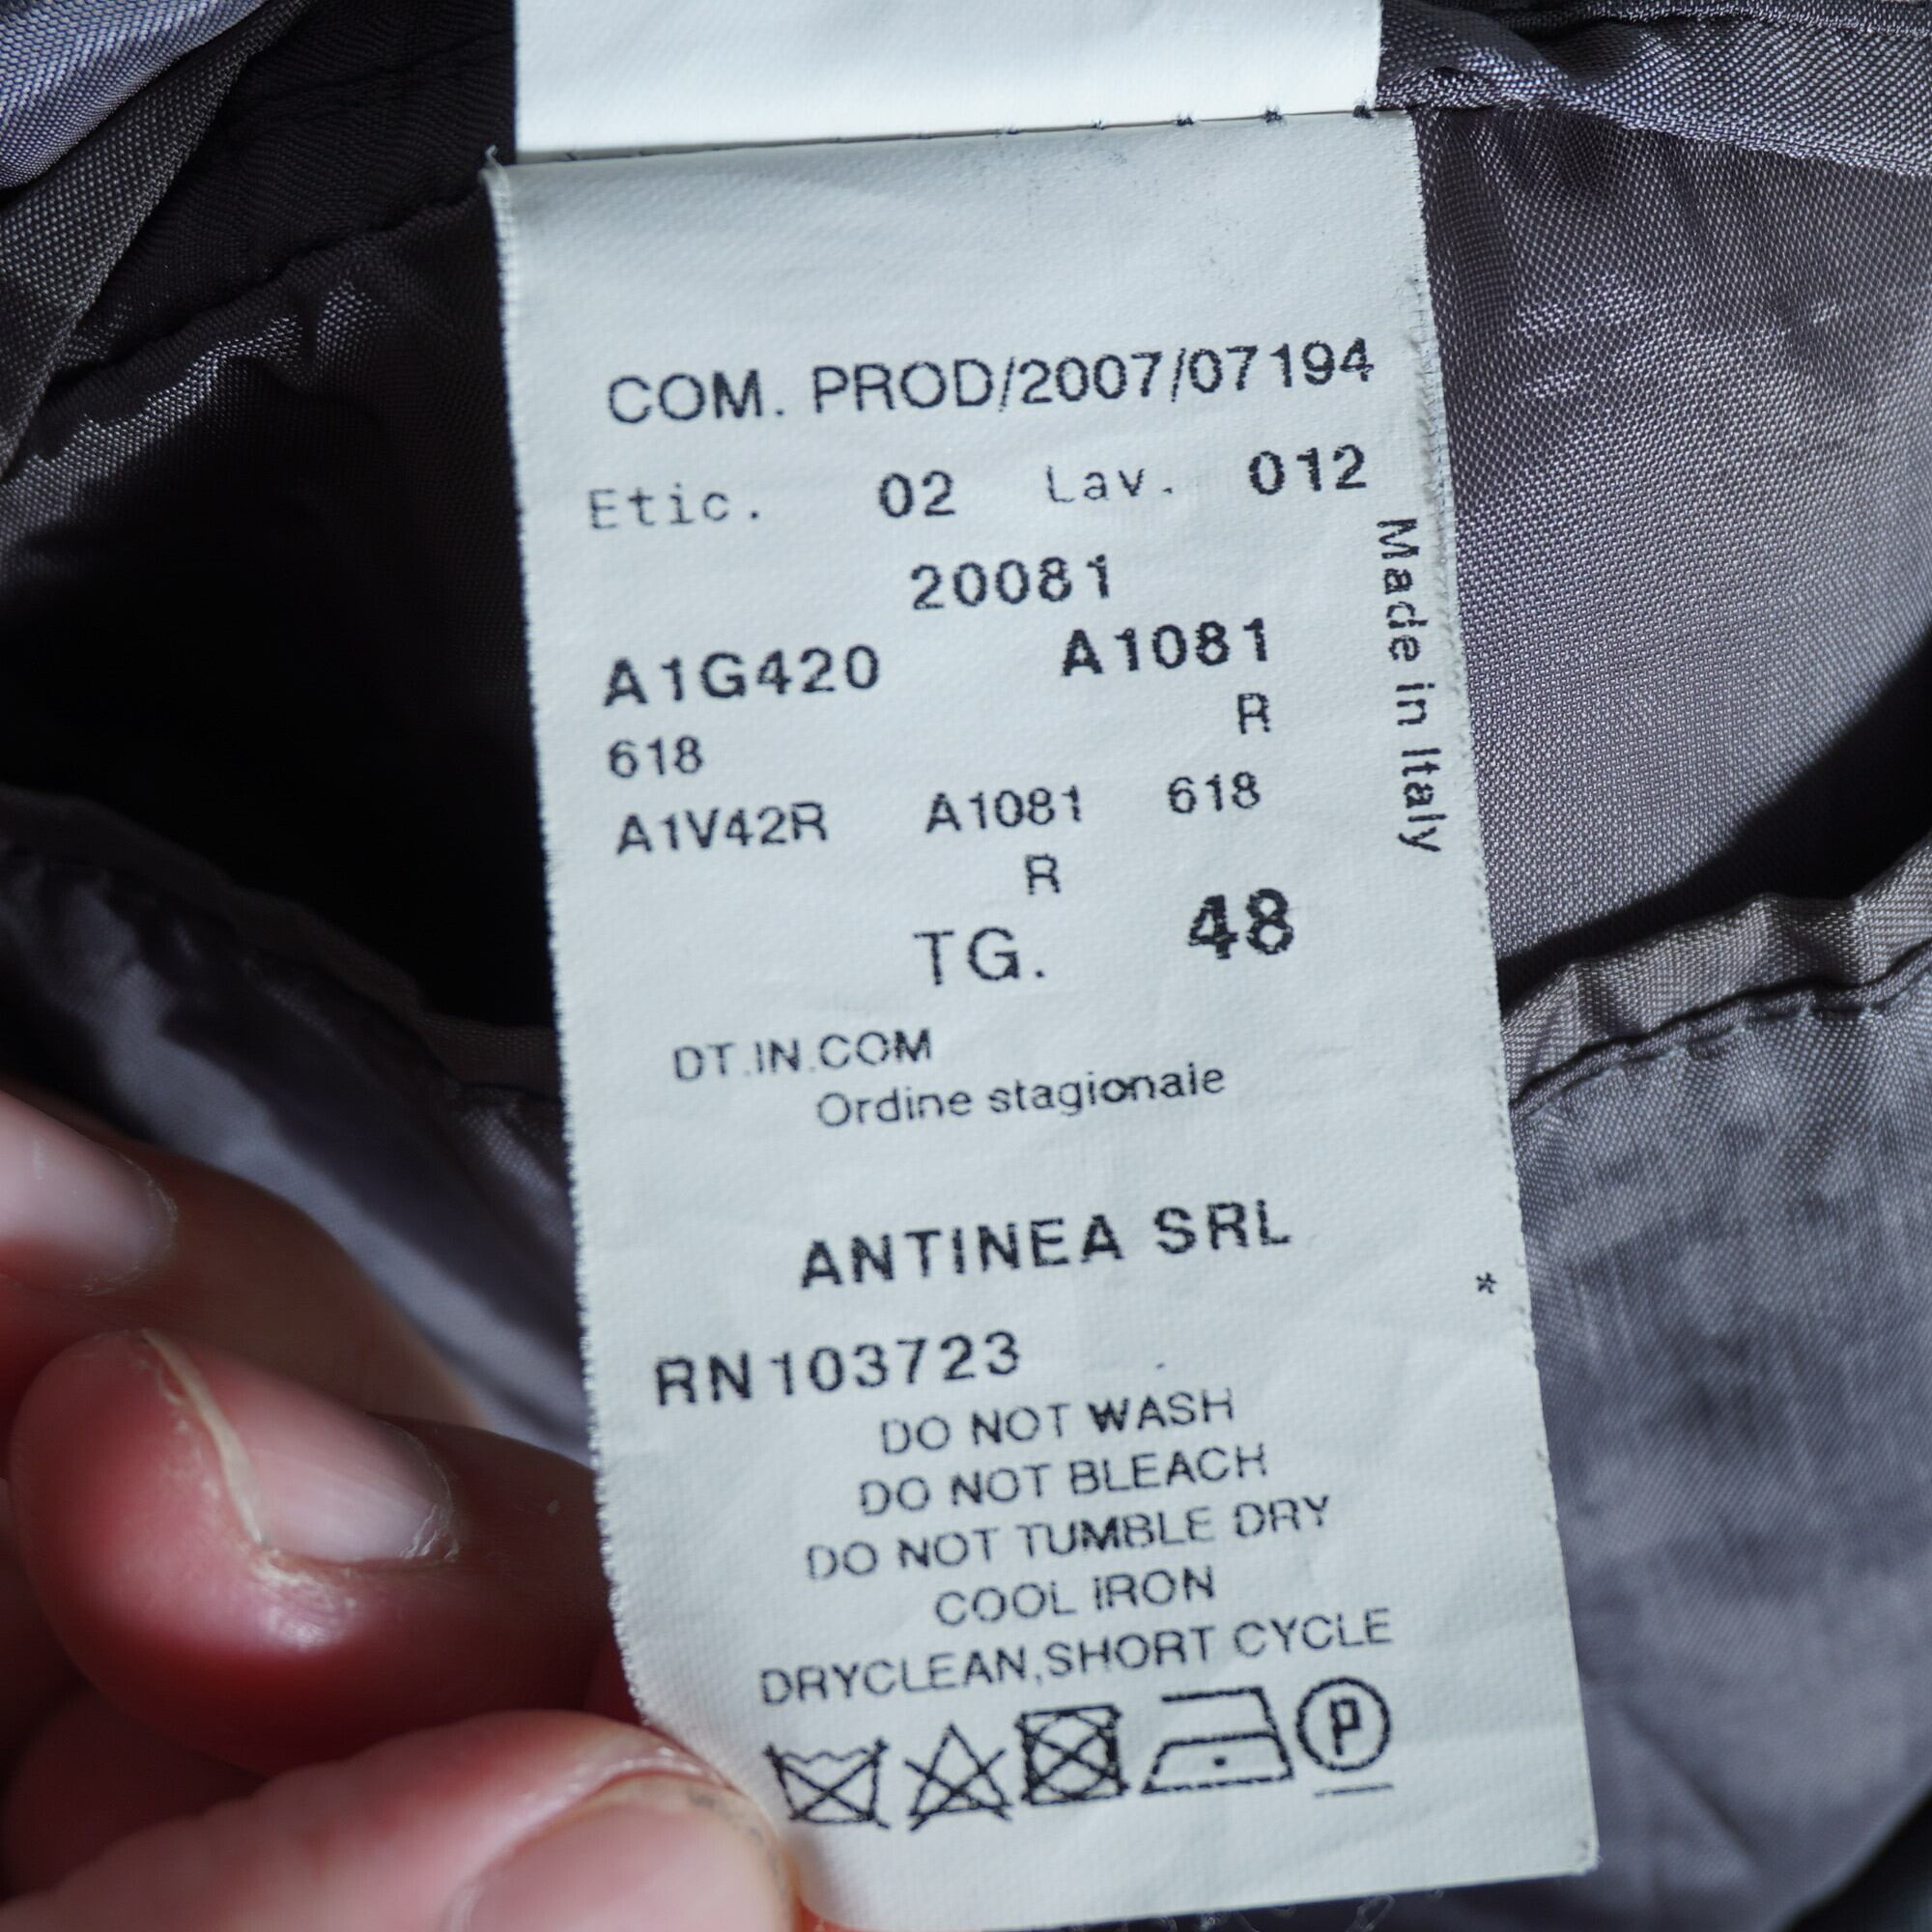 COM. PROD/2007/07194
Etic. 02 Lav. 012
20081
A1G420 A1081
618 R
A1V42R A1081 618
R
TG. 48
DT.IN.COM
Ordine stagionale
ANTINEA SRL
*
RN103723
DO NOT WASH
DO NOT BLEACH
DO NOT TUMBLE DRY
COOL IRON
DRYCLEAN,SHORT CYCLE
P
Made in Italy